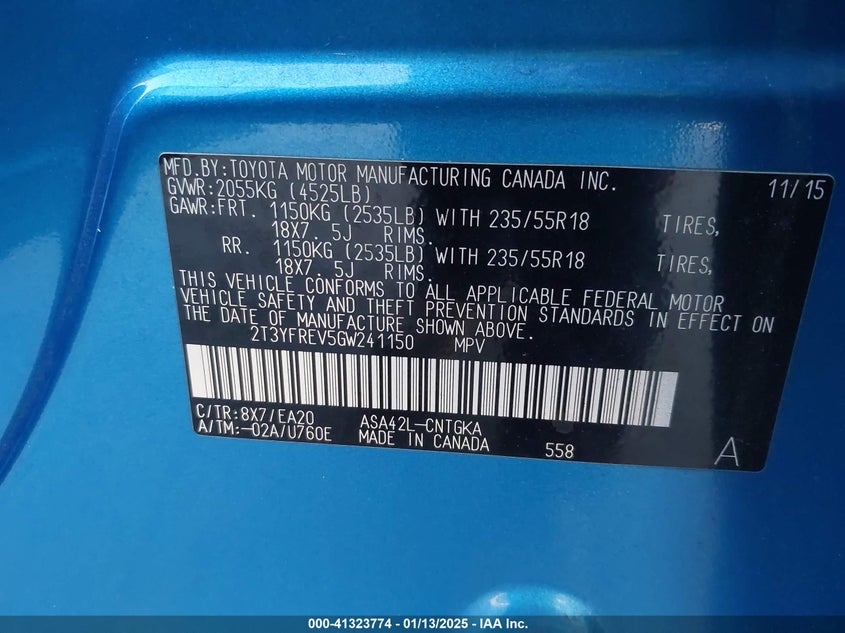 MFD.BY:TOYOTA MOTOR MANUFACTURING CANADA INC. 11/15
GVWR:2055KG (4525LB)
GAWR:FRT. 1150KG (2535LB) WITH 235/55R18 TIRES,
18X7. 5J RIMS.
RR. 1150KG (2535LB) WITH 235/55R18 TIRES,
18X7. 5J RIMS.
THIS VEHICLE CONFORMS TO ALL APPLICABLE FEDERAL MOTOR
VEHICLE SAFETY AND THEFT PREVENTION STANDARDS IN EFFECT ON
THE DATE OF MANUFACTURE SHOWN ABOVE.
2T3YFREV5GW241150 MPV
C/TR:8X7/EA20 ASA42L-CNTGKA
A/TM:-02A/U760E MADE IN CANADA 558 A
000-41323774 - 01/13/2025 - IAA Inc.